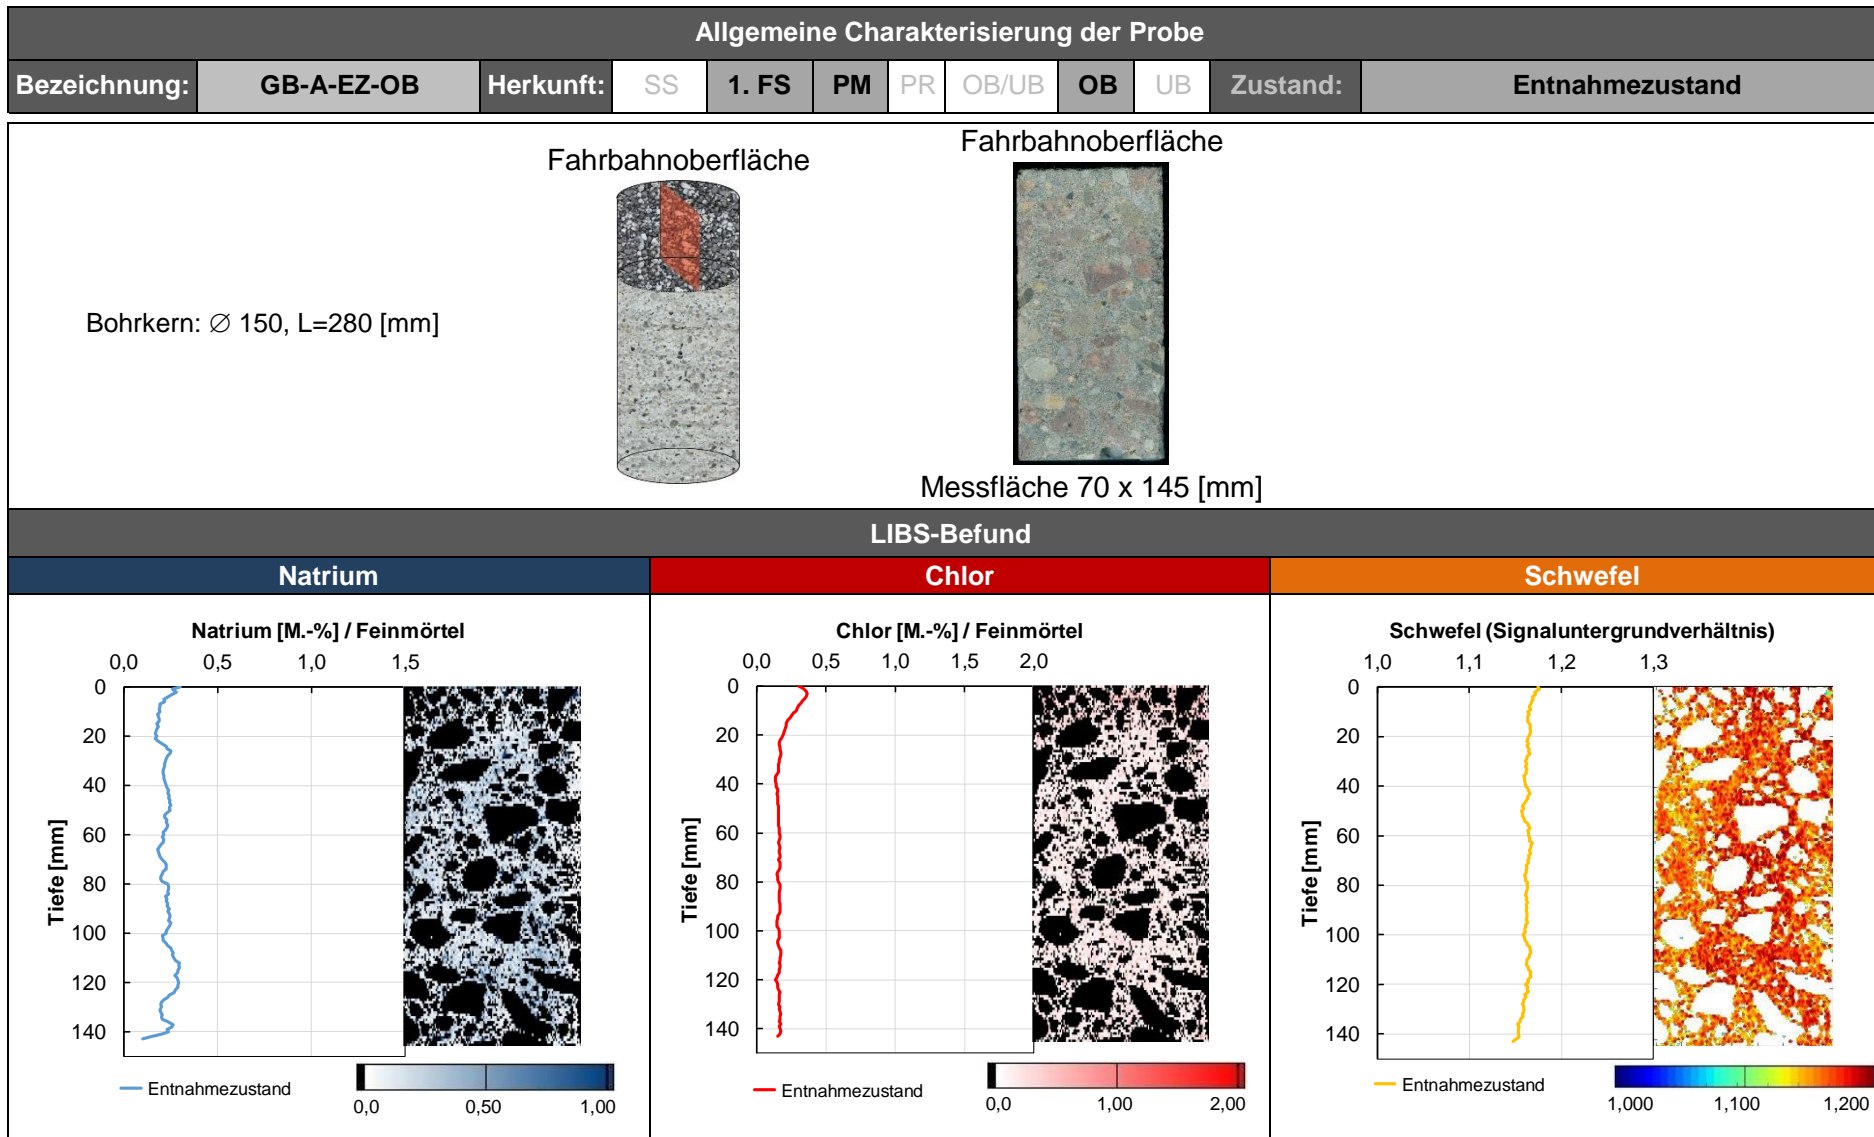 Allgemeine Charakterisierung der Probe
Bezeichnung: GB-A-EZ-OB Herkunft: SS 1. FS PM PR OB/UB OB UB Zustand: Entnahmezustand
Fahrbahnoberfläche Fahrbahnoberfläche
Bohrkern: ∅ 150, L=280 [mm]
Messfläche 70 x 145 [mm]
LIBS-Befund
Natrium Chlor Schwefel
Natrium [M.-%] / Feinmörtel
0,0 0,5 1,0 1,5
0
20
40
60
80
100
120
140
Tiefe [mm]
Entnahmezustand
0,0 0,50 1,00
Chlor [M.-%] / Feinmörtel
0,0 0,5 1,0 1,5 2,0
0
20
40
60
80
100
120
140
Tiefe [mm]
Entnahmezustand
0,0 1,00 2,00
Schwefel (Signaluntergrundverhältnis)
1,0 1,1 1,2 1,3
0
20
40
60
80
100
120
140
Tiefe [mm]
Entnahmezustand
1,000 1,100 1,200